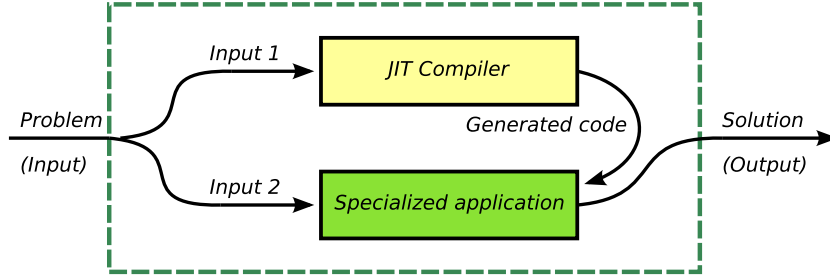 Input 1
JIT Compiler
Problem
(Input)
Generated code
Solution
(Output)
Input 2
Specialized application